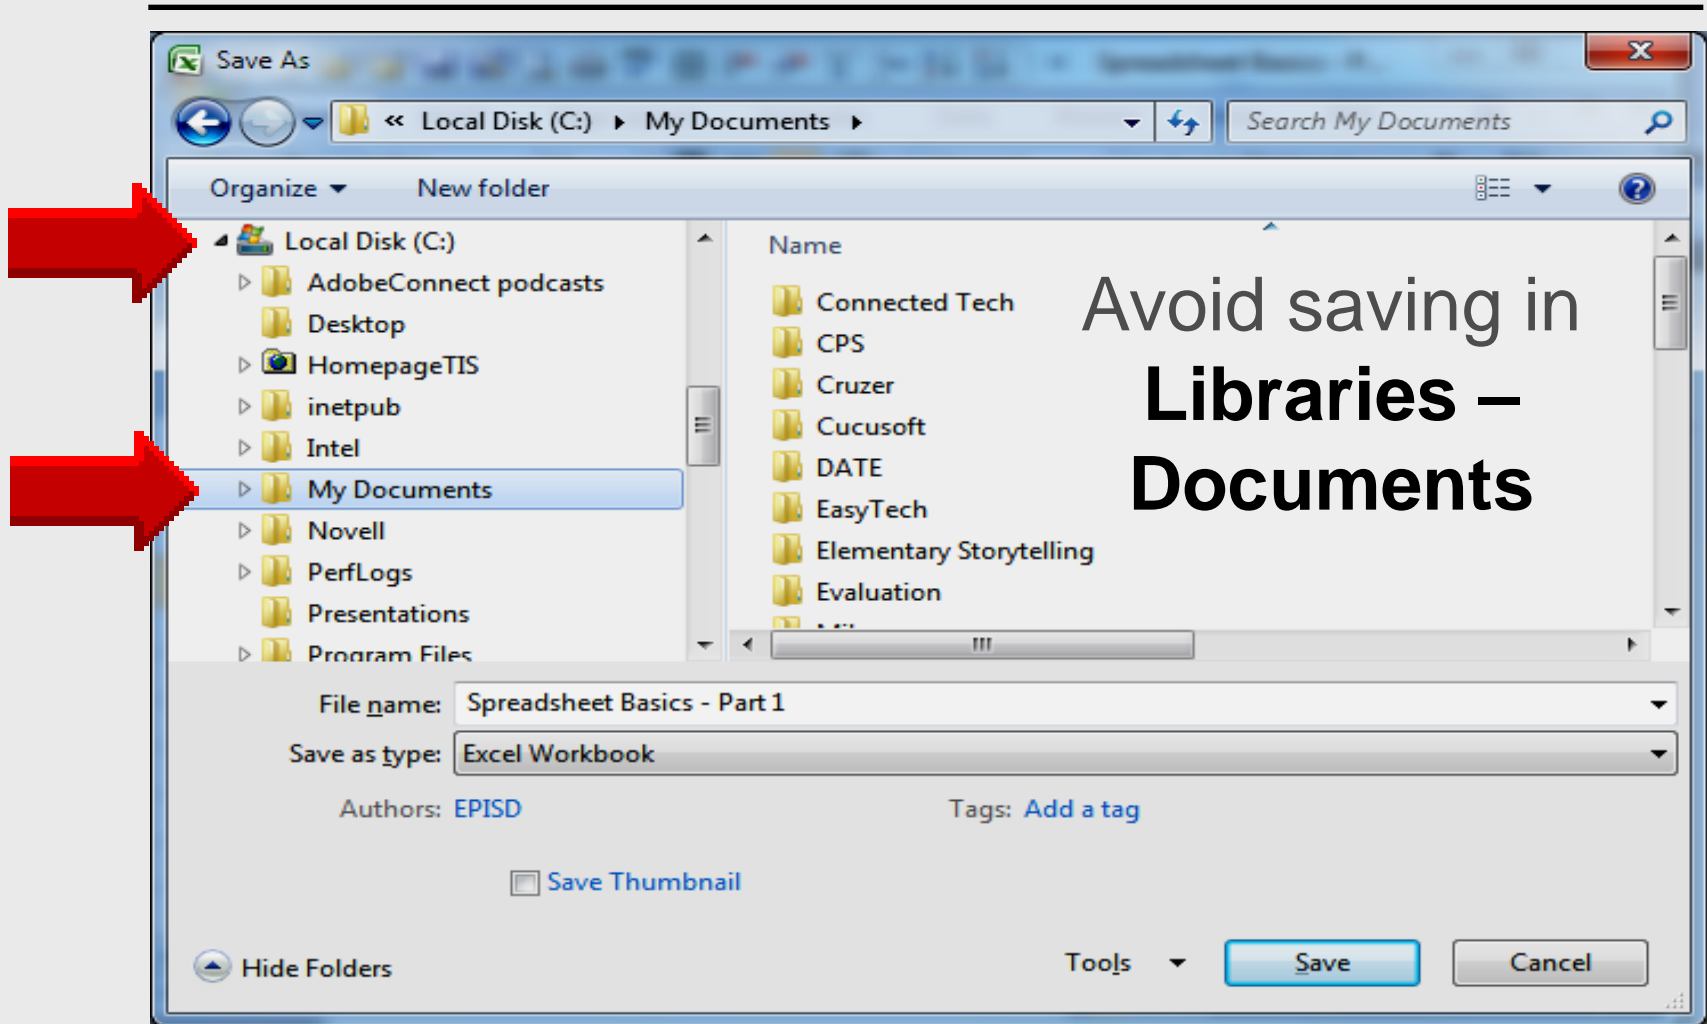 Save As
« Local Disk (C:) ▸ My Documents ▸
Search My Documents
Organize
New folder
Local Disk (C:)
AdobeConnect podcasts
Desktop
HomepageTIS
inetpub
Intel
My Documents
Novell
PerfLogs
Presentations
Program Files
Name
Connected Tech
CPS
Cruzer
Cucusoft
DATE
EasyTech
Elementary Storytelling
Evaluation
Avoid saving in
Libraries –
Documents
File name: Spreadsheet Basics - Part 1
Save as type: Excel Workbook
Authors: EPISD
Tags: Add a tag
Save Thumbnail
Hide Folders
Tools
Save
Cancel